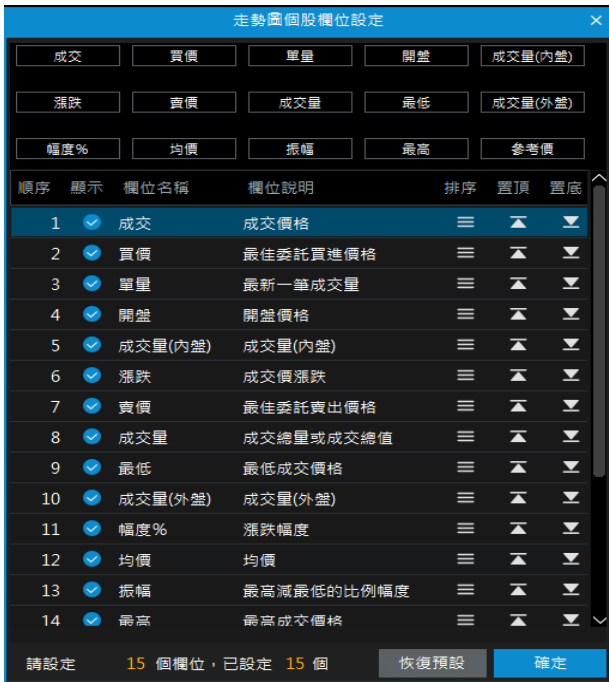 走勢圖個股欄位設定
成交 買價 單量 開盤 成交量(內盤)
漲跌 賣價 成交量 最低 成交量(外盤)
幅度% 均價 振幅 最高 參考價
順序 顯示 欄位名稱 欄位說明 排序 置頂 置底
1 成交 成交價格
2 買價 最佳委託買進價格
3 單量 最新一筆成交量
4 開盤 開盤價格
5 成交量(內盤) 成交量(內盤)
6 漲跌 成交價漲跌
7 賣價 最佳委託賣出價格
8 成交量 成交總量或成交總值
9 最低 最低成交價格
10 成交量(外盤) 成交量(外盤)
11 幅度% 漲跌幅度
12 均價 均價
13 振幅 最高減最低的比例幅度
14 最高 最高成交價格
請設定 15 個欄位，已設定 15 個 恢復預設 確定